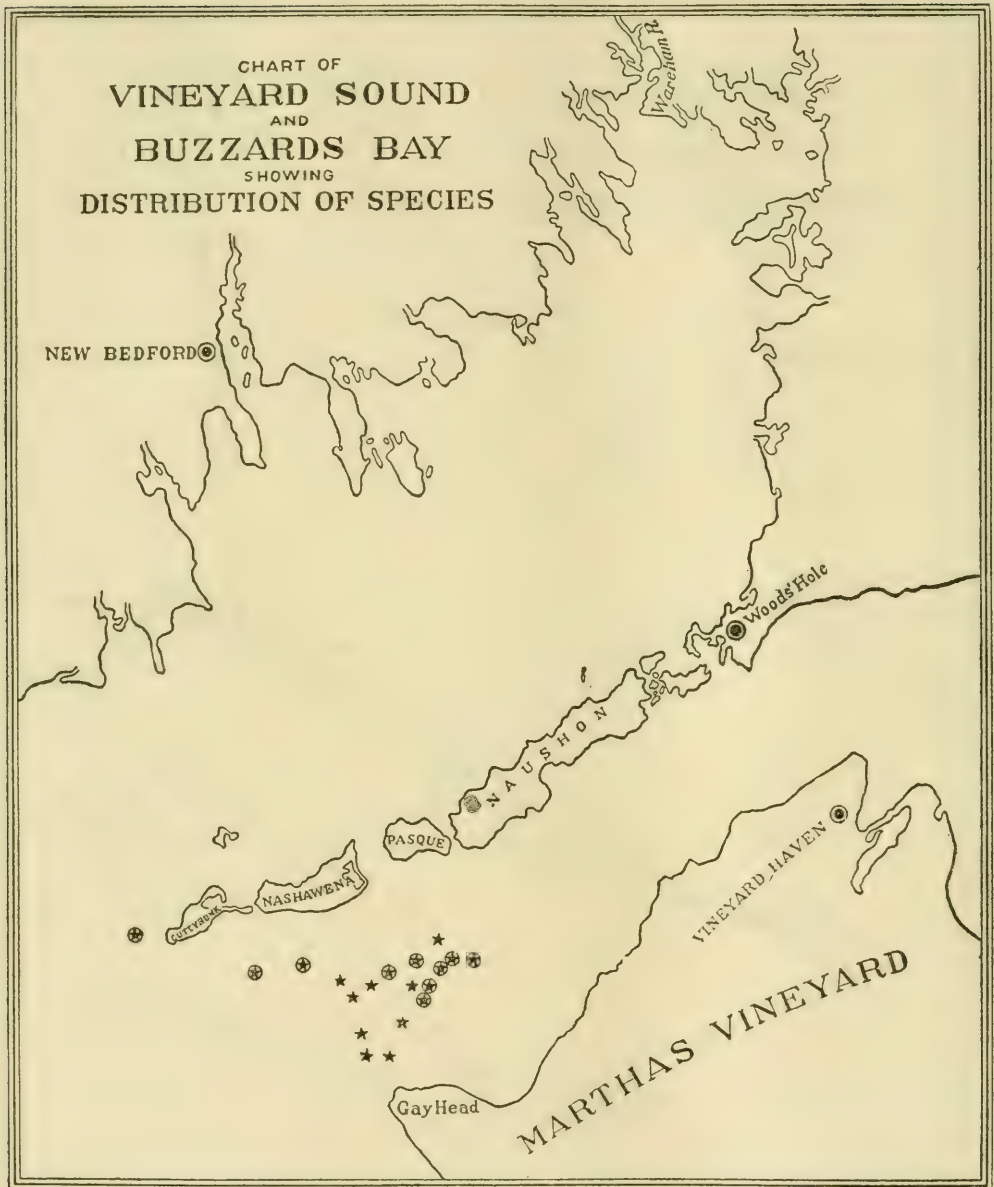 CHART OF
VINEYARD SOUND
AND
BUZZARDS BAY
SHOWING
DISTRIBUTION OF SPECIES
Wareham R.
NEW BEDFORD
Woods' Hole
NAUSHON
PASQUE
NASHAWENA
CUTTYHUNK
VINEYARD HAVEN
MARTHAS VINEYARD
Gay Head